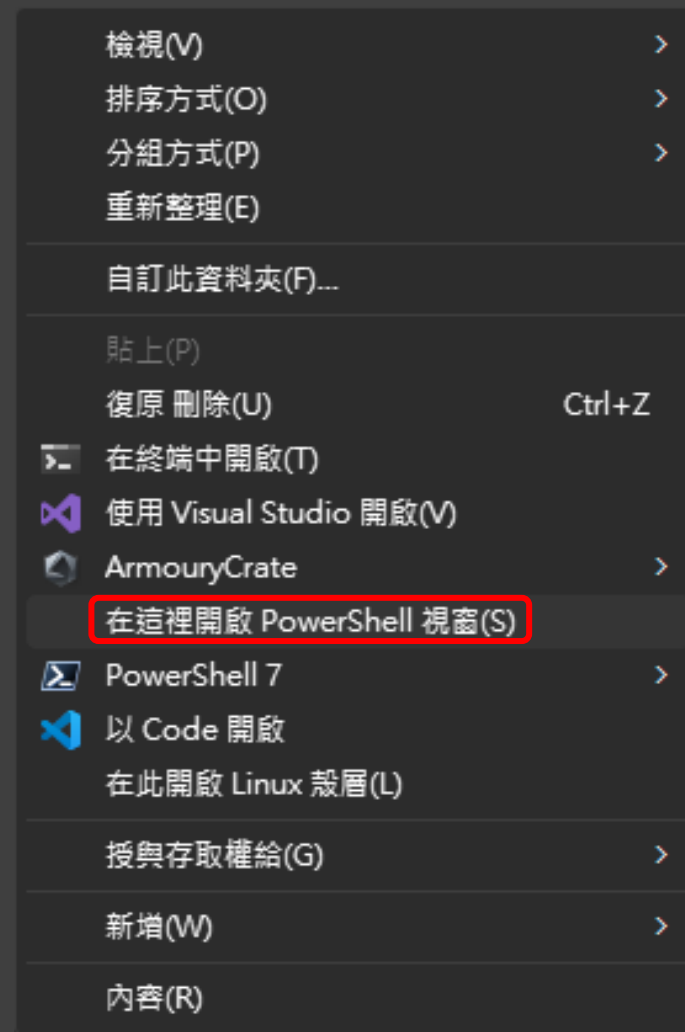 檢視(V)
排序方式(O)
分組方式(P)
重新整理(E)
自訂此資料夾(F)...
貼上(P)
復原 刪除(U) Ctrl+Z
在終端中開啟(T)
使用 Visual Studio 開啟(V)
ArmouryCrate
在這裡開啟 PowerShell 視窗(S)
PowerShell 7
以 Code 開啟
在此開啟 Linux 殼層(L)
授與存取權給(G)
新增(W)
內容(R)